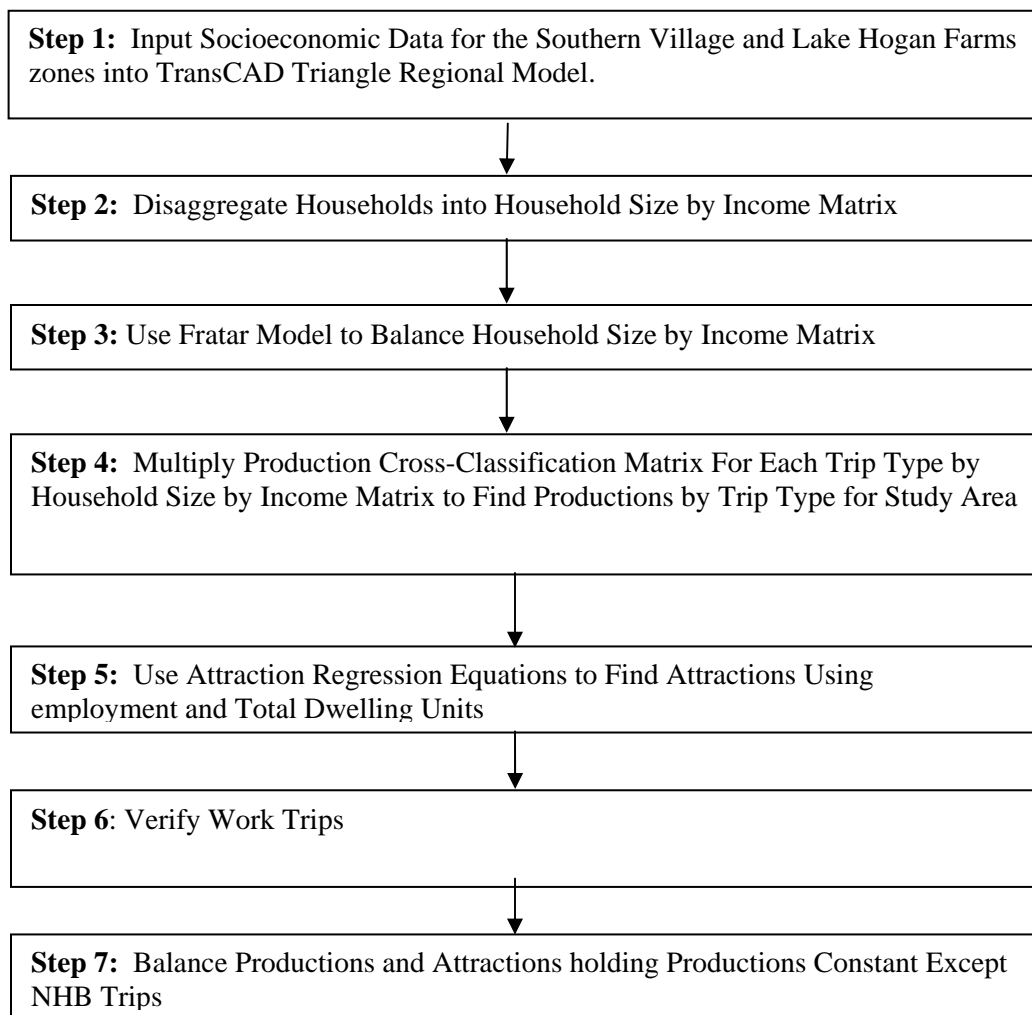 Step 1: Input Socioeconomic Data for the Southern Village and Lake Hogan Farms
zones into TransCAD Triangle Regional Model.
Step 2: Disaggregate Households into Household Size by Income Matrix
Step 3: Use Fratar Model to Balance Household Size by Income Matrix
Step 4: Multiply Production Cross-Classification Matrix For Each Trip Type by
Household Size by Income Matrix to Find Productions by Trip Type for Study Area
Step 5: Use Attraction Regression Equations to Find Attractions Using
employment and Total Dwelling Units
Step 6: Verify Work Trips
Step 7: Balance Productions and Attractions holding Productions Constant Except
NHB Trips